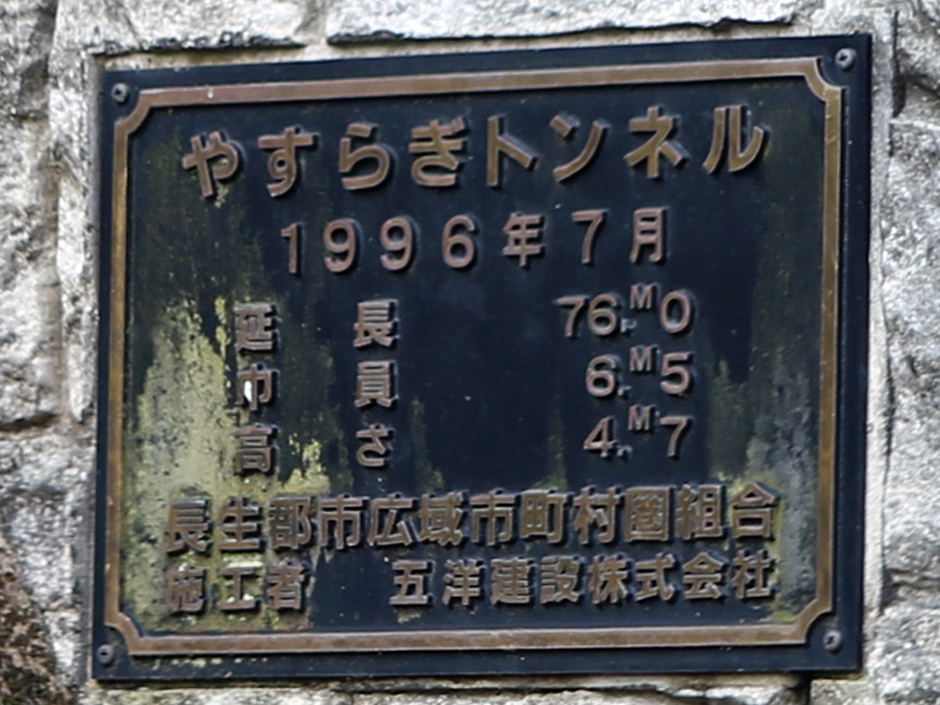 やすらぎトンネル
1996年7月
延長 76.ᴹ0
巾員 6.ᴹ5
高さ 4.ᴹ7
長生郡市広域市町村圏組合
施工者 五洋建設株式会社